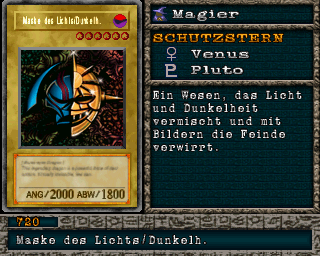 Maske des Lichts/Dunkelh.
ANG/2000 ABW/1800
Magier
SCHUTZSTERN
♀ Venus
♇ Pluto
Ein Wesen, das Licht
und Dunkelheit
vermischt und mit
Bildern die Feinde
verwirrt.
720
Maske des Lichts/Dunkelh.